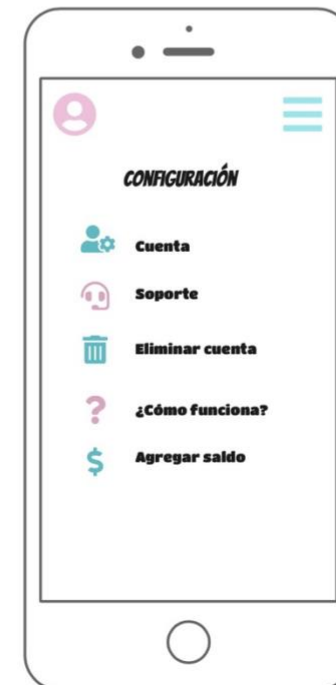 CONFIGURACIÓN
Cuenta
Soporte
Eliminar cuenta
¿Cómo funciona?
Agregar saldo